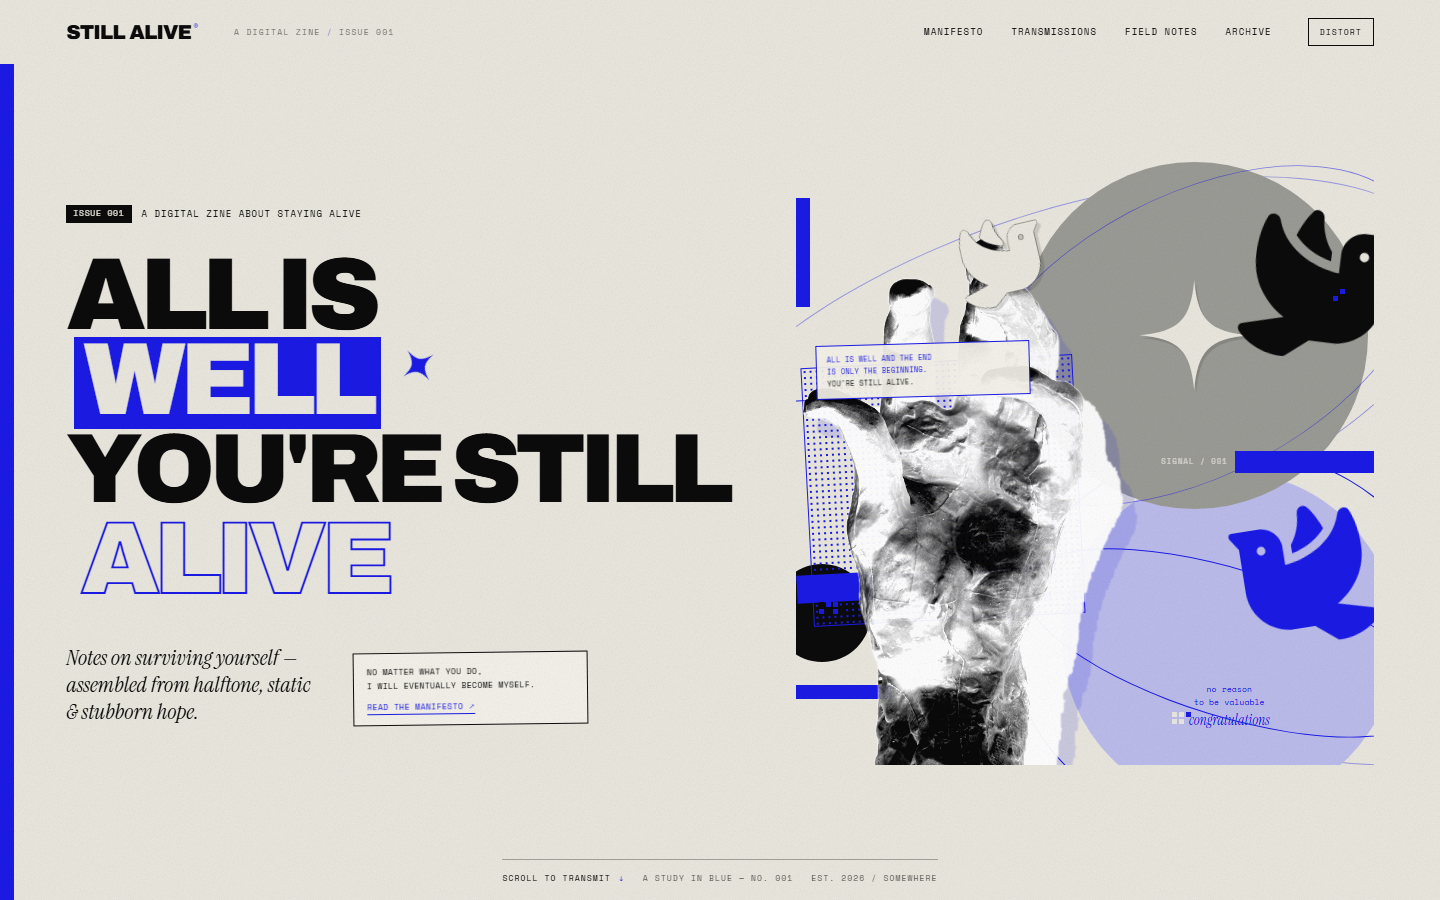 STILL ALIVE
A DIGITAL ZINE / ISSUE 001
MANIFESTO
TRANSMISSIONS
FIELD NOTES
ARCHIVE
DISTORT
ISSUE 001
A DIGITAL ZINE ABOUT STAYING ALIVE
ALL IS
WELL
YOU'RE STILL
ALIVE
Notes on surviving yourself —
assembled from halftone, static
& stubborn hope.
NO MATTER WHAT YOU DO,
I WILL EVENTUALLY BECOME MYSELF.
READ THE MANIFESTO ↗
ALL IS WELL AND THE END
IS ONLY THE BEGINNING.
YOU'RE STILL ALIVE.
SIGNAL / 001
no reason
to be valuable
congratulations
SCROLL TO TRANSMIT ↓
A STUDY IN BLUE — NO. 001
EST. 2026 / SOMEWHERE